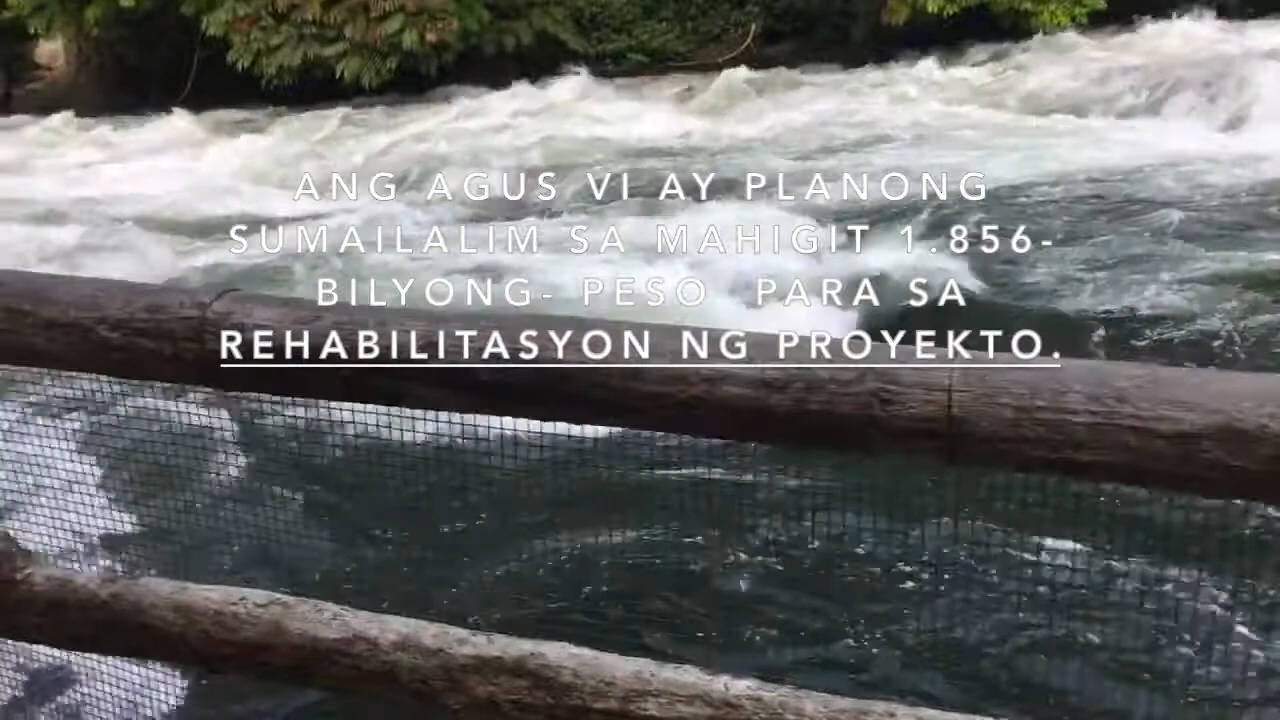 ANG AGUS VI AY PLANONG
SUMAILALIM SA MAHIGIT 1.856-
BILYONG- PESO PARA SA
REHABILITASYON NG PROYEKTO.